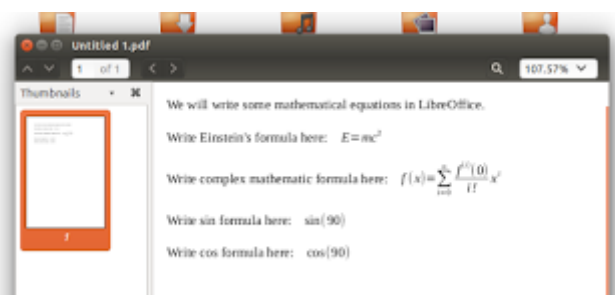 Untitled 1.pdf
1 of 1 107.57%
Thumbnails
We will write some mathematical equations in LibreOffice.
Write Einstein's formula here: E=mc²
Write complex mathematic formula here: f(x)=∑ᵢ₌₀ⁿ f⁽ⁱ⁾(0)/i! xⁱ
Write sin formula here: sin(90)
1
Write cos formula here: cos(90)